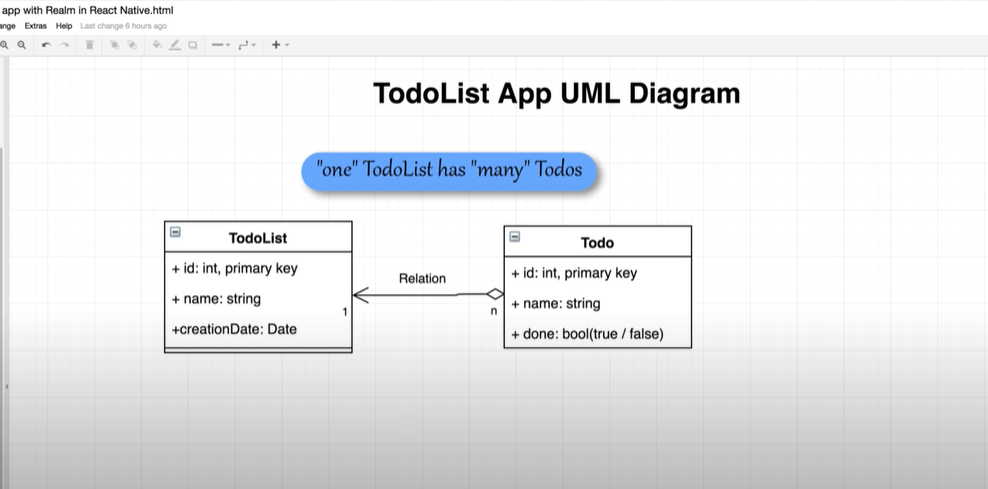 app with Realm in React Native.html
ange Extras Help Last change 6 hours ago
TodoList App UML Diagram
"one" TodoList has "many" Todos
TodoList
+ id: int, primary key
+ name: string
+creationDate: Date
Relation
1
n
Todo
+ id: int, primary key
+ name: string
+ done: bool(true / false)